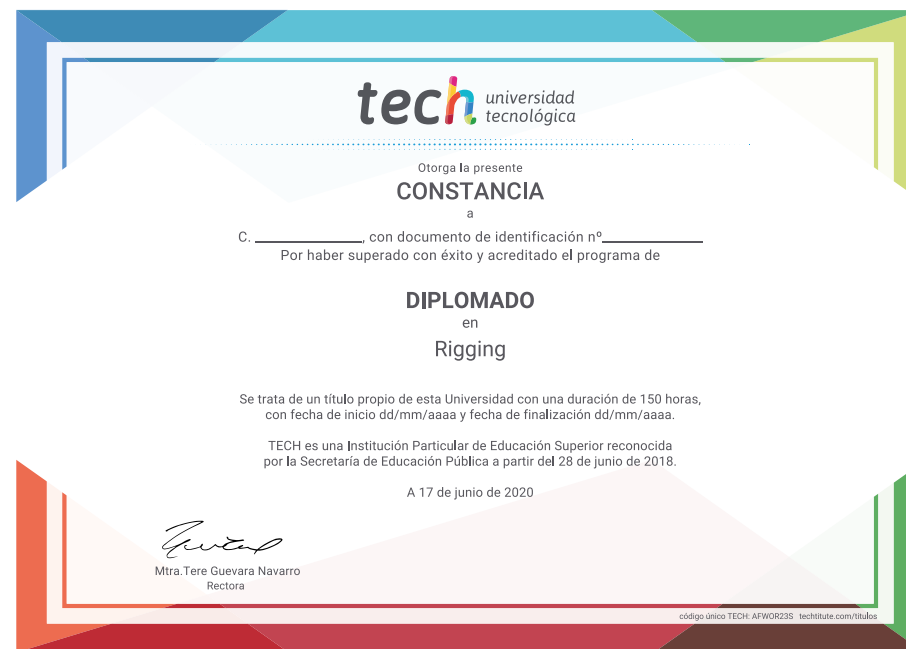 tech universidad
tecnológica
Otorga la presente
CONSTANCIA
a
C. ______________, con documento de identificación nº_____________
Por haber superado con éxito y acreditado el programa de
DIPLOMADO
en
Rigging
Se trata de un título propio de esta Universidad con una duración de 150 horas,
con fecha de inicio dd/mm/aaaa y fecha de finalización dd/mm/aaaa.
TECH es una Institución Particular de Educación Superior reconocida
por la Secretaría de Educación Pública a partir del 28 de junio de 2018.
A 17 de junio de 2020
Mtra.Tere Guevara Navarro
Rectora
código único TECH: AFWOR23S techtitute.com/titulos